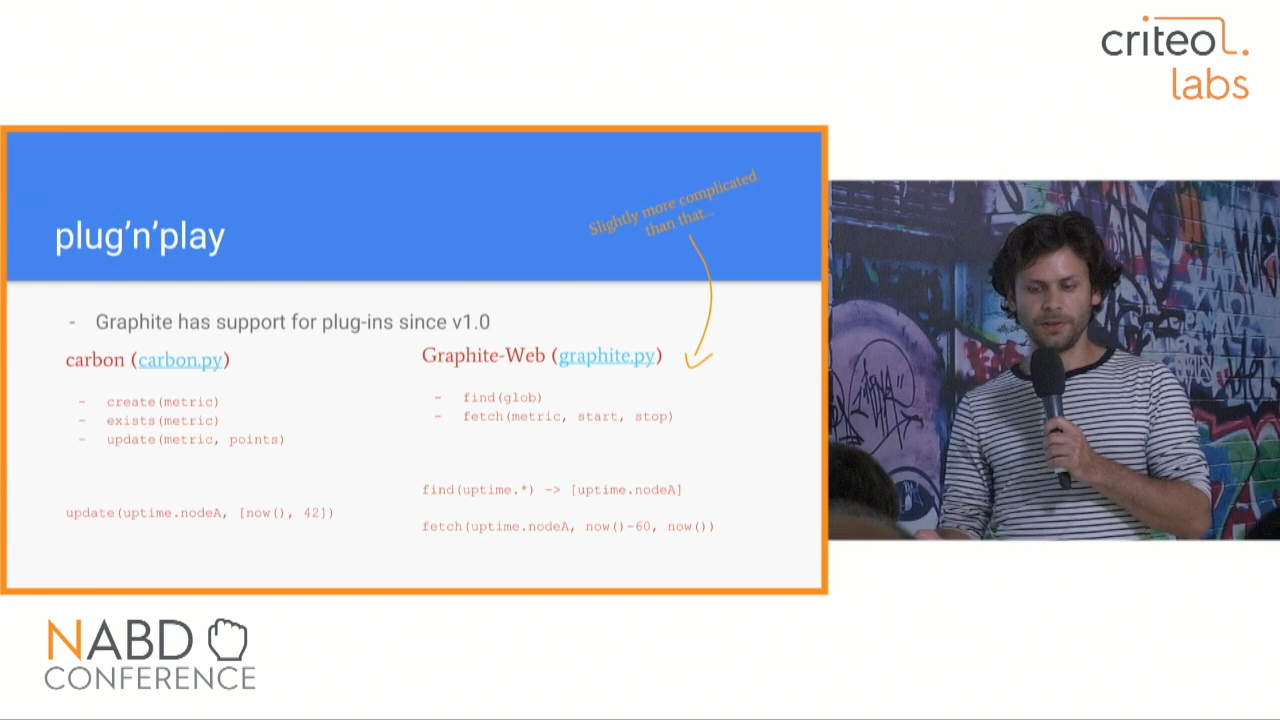 criteo.
labs
plug'n'play
Slightly more complicated
than that...
- Graphite has support for plug-ins since v1.0
carbon (carbon.py)
- create(metric)
- exists(metric)
- update(metric, points)
update(uptime.nodeA, [now(), 42])
Graphite-Web (graphite.py)
- find(glob)
- fetch(metric, start, stop)
find(uptime.*) -> [uptime.nodeA]
fetch(uptime.nodeA, now()-60, now())
NABD
CONFERENCE